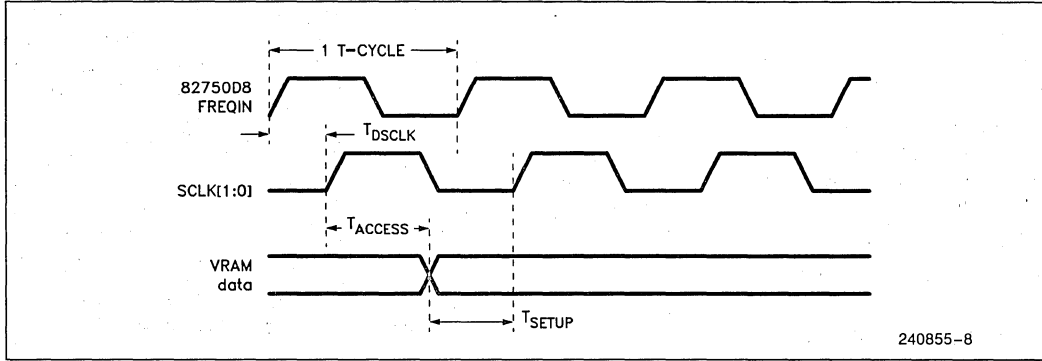 1 T-CYCLE
82750D8
FREQIN
TDSCLK
SCLK[1:0]
TACCESS
VRAM
data
TSETUP
240855-8